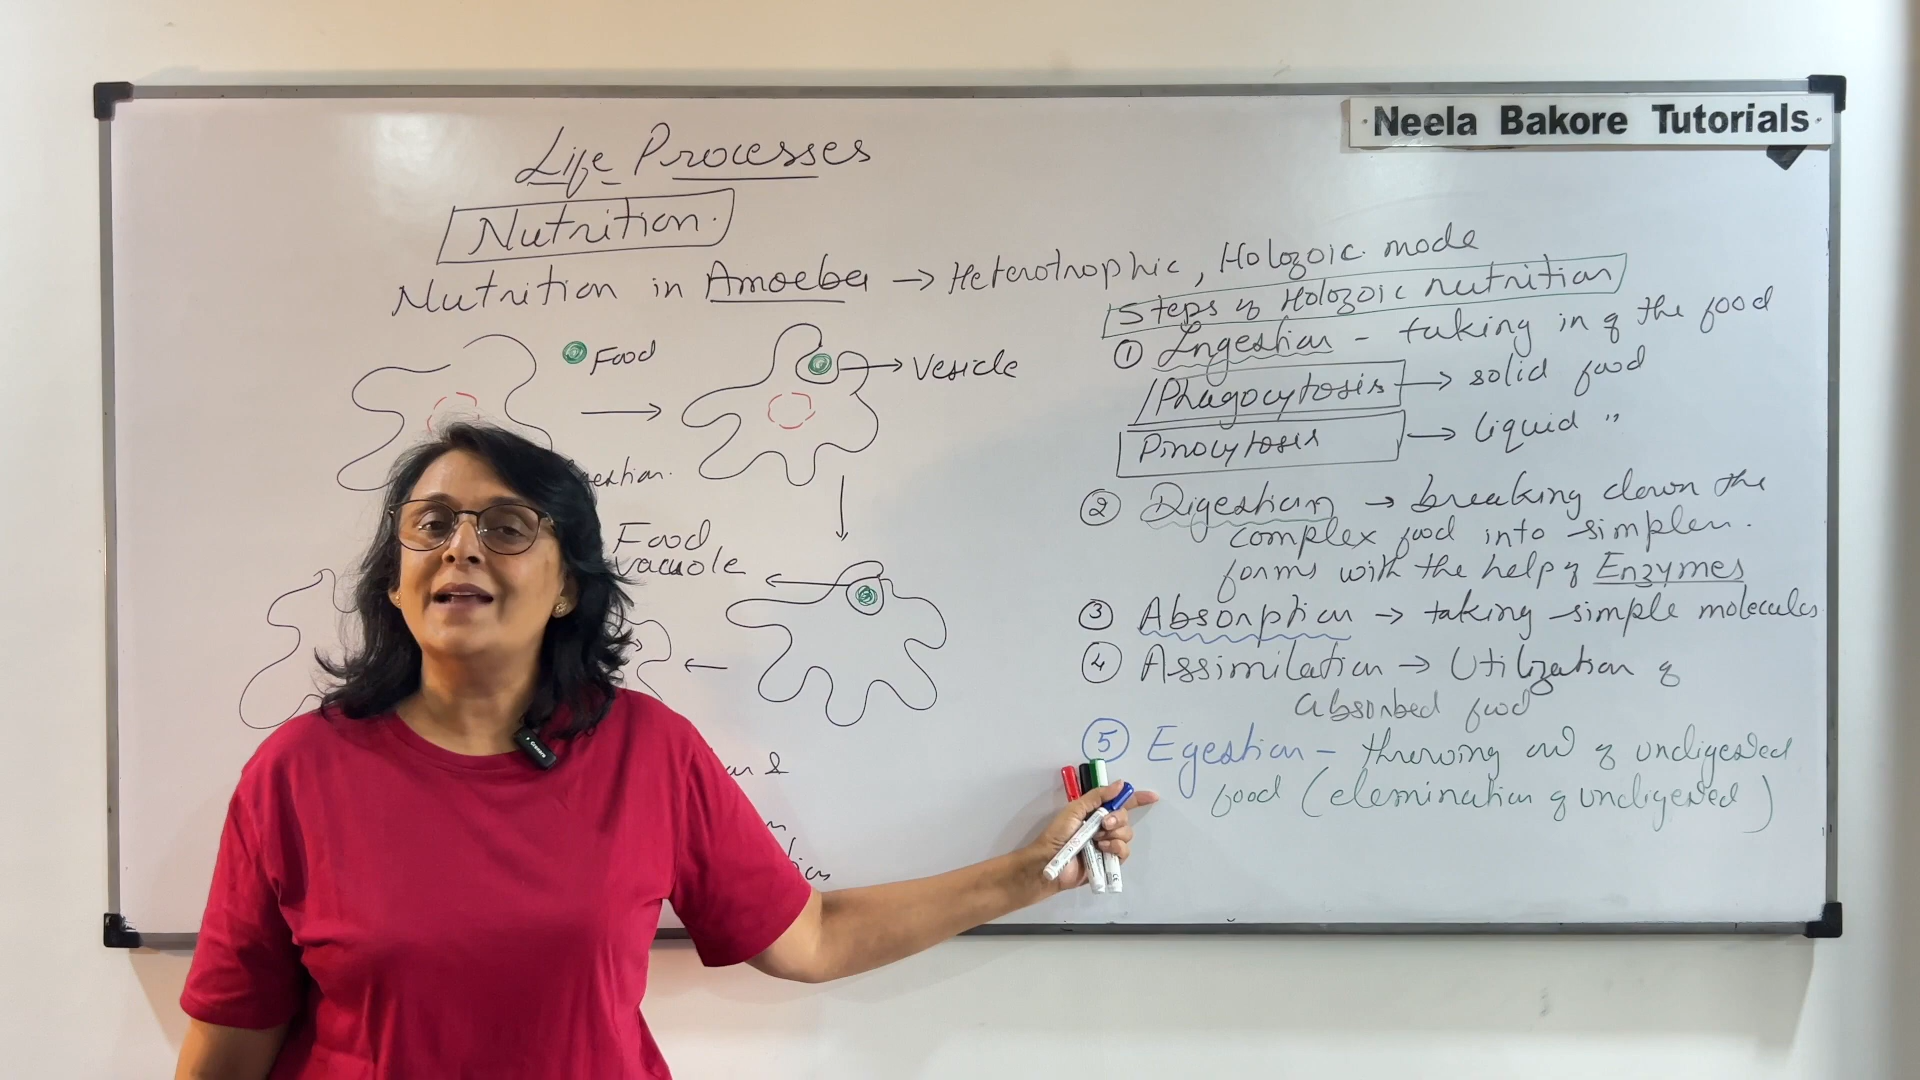 Neela Bakore Tutorials
Life Processes
Nutrition.
Nutrition in Amoeba → Heterotrophic, Holozoic mode
Food
Vesicle
estion.
Food
vacuole
&
Steps of Holozoic nutrition
① Ingestion - taking in of the food
Phagocytosis → solid food
Pinocytosis → liquid "
② Digestion → breaking down the
complex food into simpler.
forms with the help of Enzymes
③ Absorption → taking simple molecules
④ Assimilation → Utilization of
absorbed food
⑤ Egestion - throwing out of undigested
food (elemination of undigested)